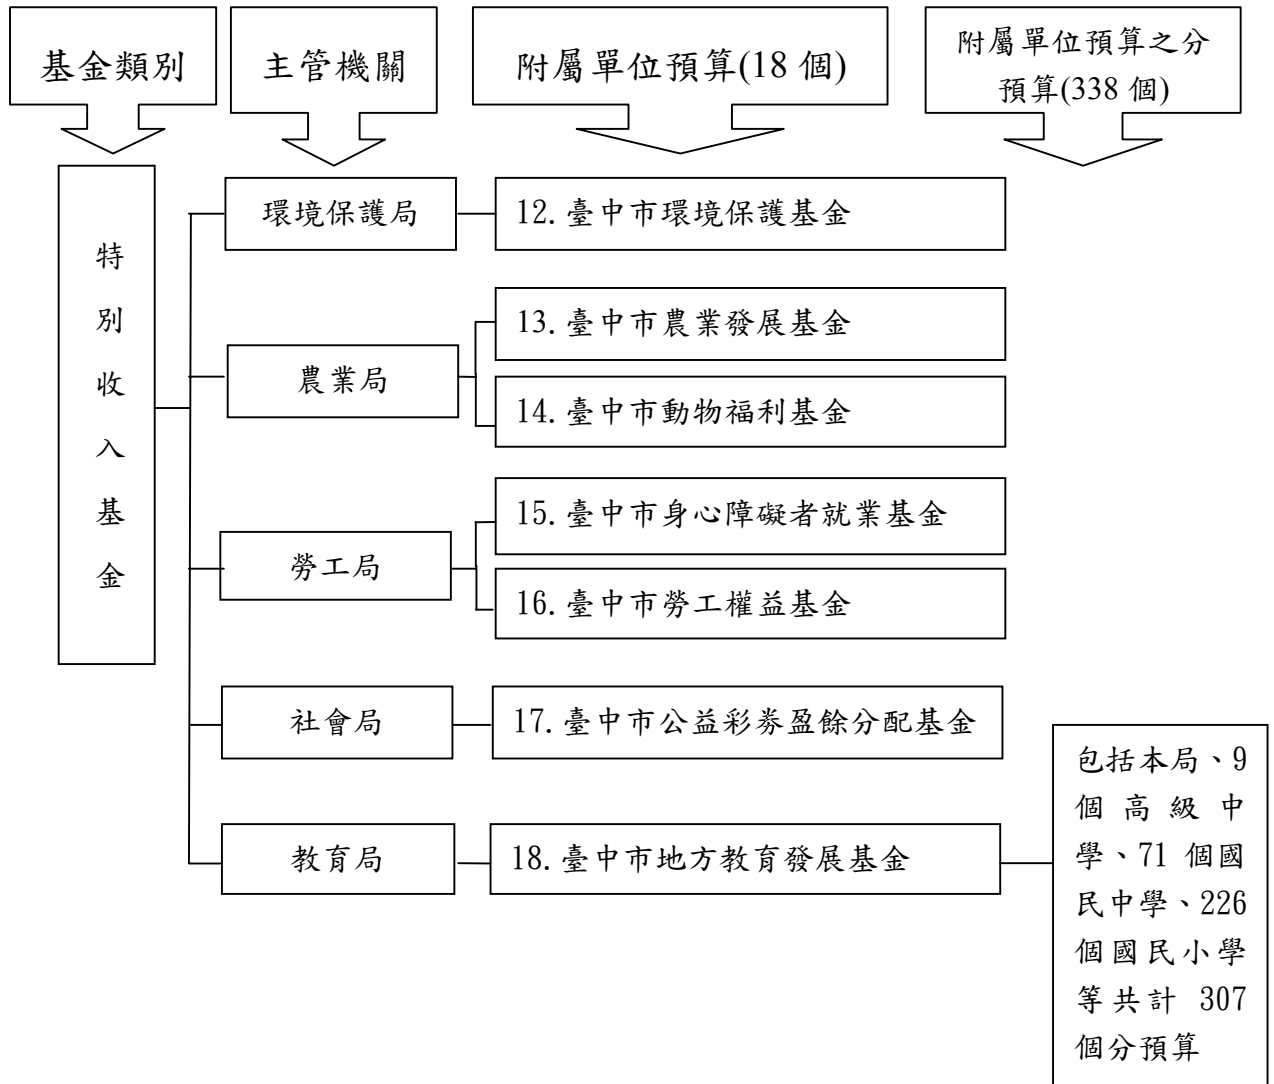 基金類別
主管機關
附屬單位預算(18 個)
附屬單位預算之分
預算(338 個)
特別收入基金
環境保護局
12. 臺中市環境保護基金
農業局
13. 臺中市農業發展基金
14. 臺中市動物福利基金
勞工局
15. 臺中市身心障礙者就業基金
16. 臺中市勞工權益基金
社會局
17. 臺中市公益彩券盈餘分配基金
教育局
18. 臺中市地方教育發展基金
包括本局、9
個高級中
學、71 個國
民中學、226
個國民小學
等共計 307
個分預算